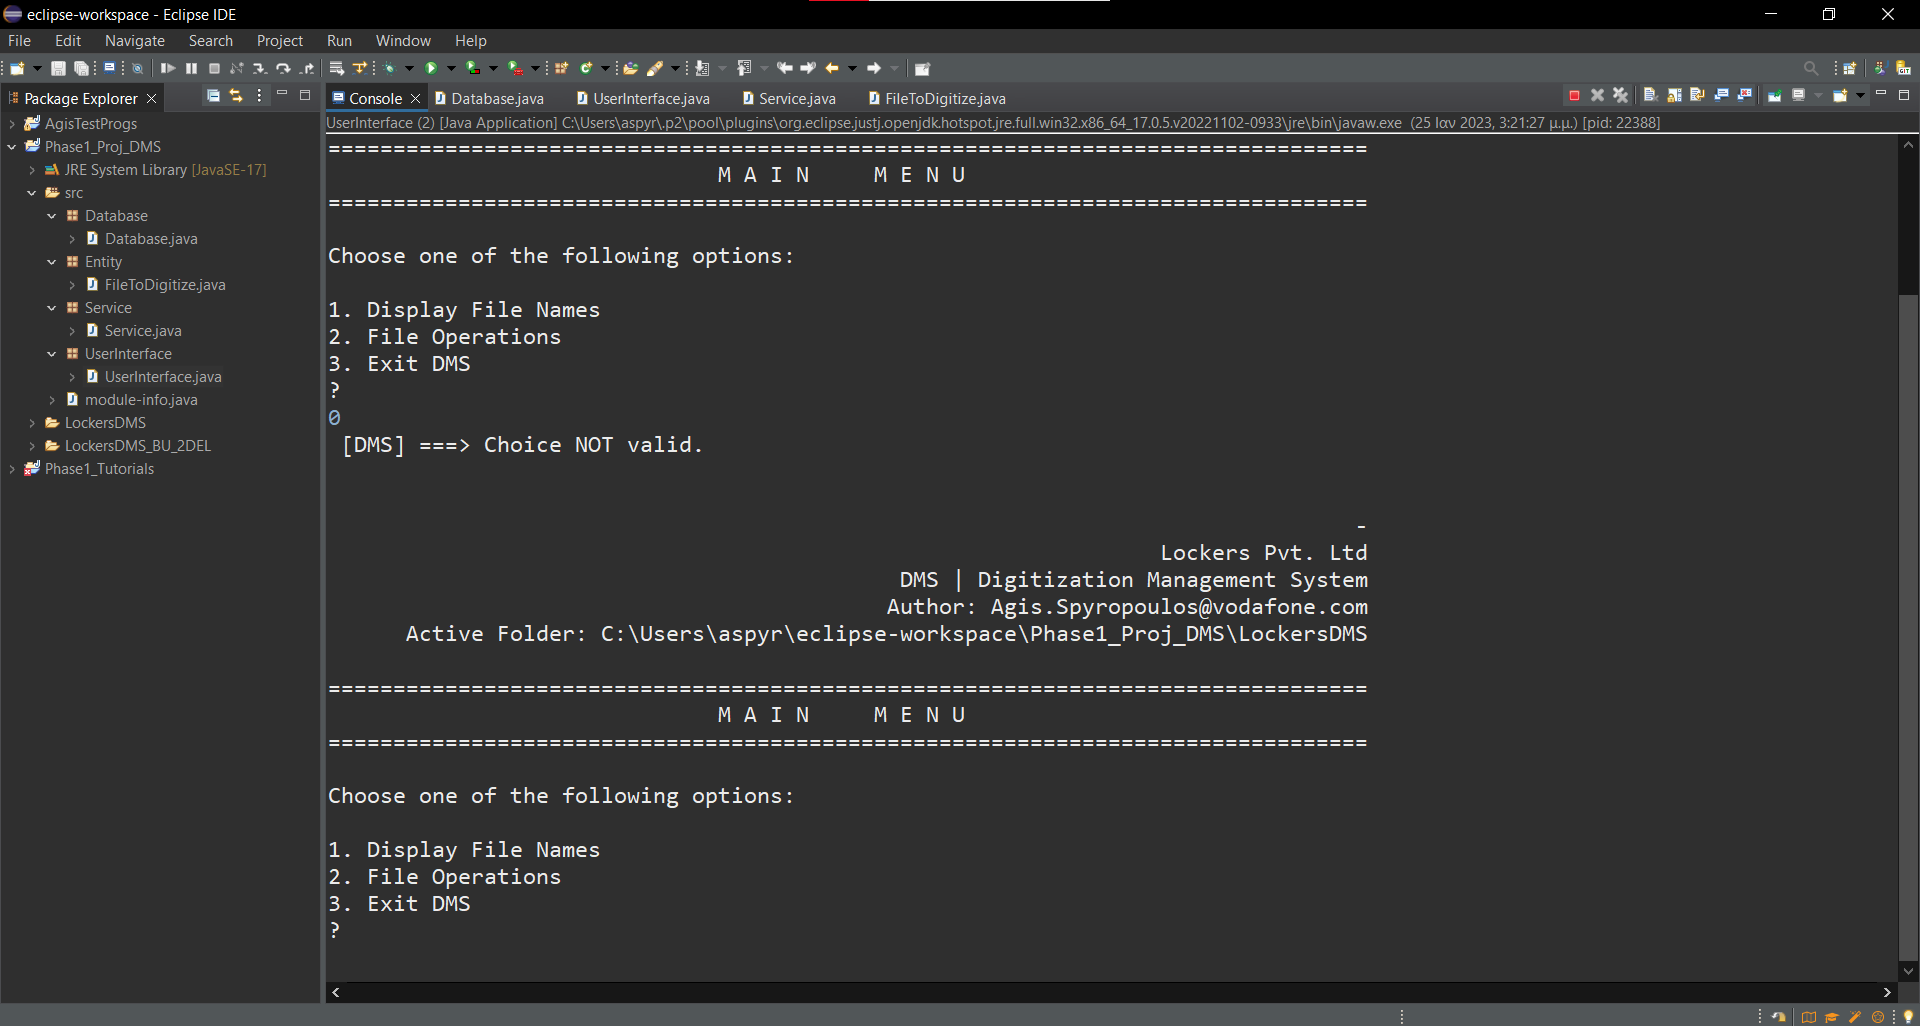 eclipse-workspace - Eclipse IDE
File Edit Navigate Search Project Run Window Help
Package Explorer
Console Database.java UserInterface.java Service.java FileToDigitize.java
UserInterface (2) [Java Application] C:\Users\aspyr\.p2\pool\plugins\org.eclipse.justj.openjdk.hotspot.jre.full.win32.x86_64_17.0.5.v20221102-0933\jre\bin\javaw.exe (25 Ιαν 2023, 3:21:27 μ.μ.) [pid: 22388]
AgisTestProgs
Phase1_Proj_DMS
JRE System Library [JavaSE-17]
src
Database
Database.java
Entity
FileToDigitize.java
Service
Service.java
UserInterface
UserInterface.java
module-info.java
LockersDMS
LockersDMS_BU_2DEL
Phase1_Tutorials
================================================================================
M A I N     M E N U
================================================================================
Choose one of the following options:
1. Display File Names
2. File Operations
3. Exit DMS
?
0
[DMS] ===> Choice NOT valid.
-
Lockers Pvt. Ltd
DMS | Digitization Management System
Author: Agis.Spyropoulos@vodafone.com
Active Folder: C:\Users\aspyr\eclipse-workspace\Phase1_Proj_DMS\LockersDMS
================================================================================
M A I N     M E N U
================================================================================
Choose one of the following options:
1. Display File Names
2. File Operations
3. Exit DMS
?